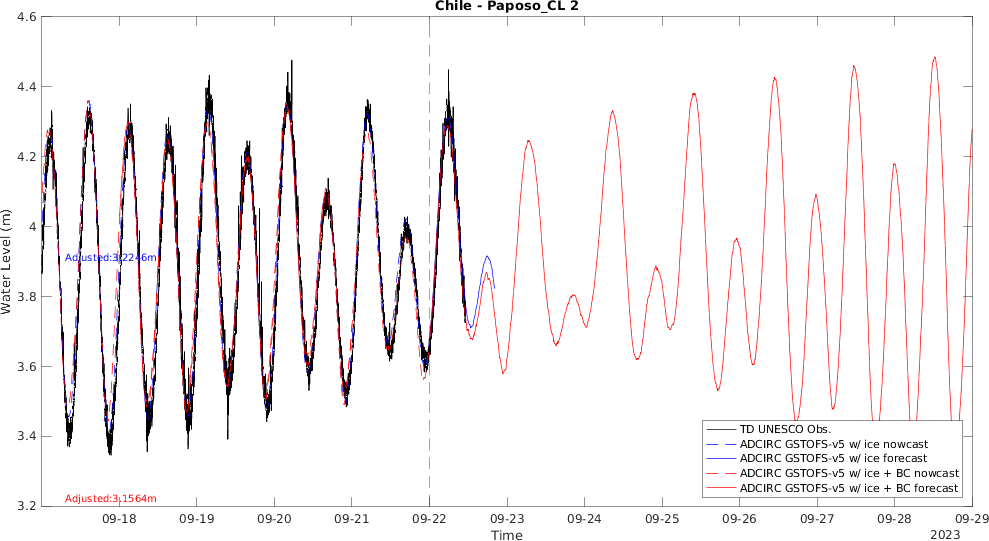 Chile - Paposo_CL 2
4.6
4.4
4.2
4
3.8
3.6
3.4
3.2
Water Level (m)
Adjusted:3.2246m
Adjusted:3.1564m
TD UNESCO Obs.
ADCIRC GSTOFS-v5 w/ ice nowcast
ADCIRC GSTOFS-v5 w/ ice forecast
ADCIRC GSTOFS-v5 w/ ice + BC nowcast
ADCIRC GSTOFS-v5 w/ ice + BC forecast
09-18 09-19 09-20 09-21 09-22 09-23 09-24 09-25 09-26 09-27 09-28 09-29
Time
2023